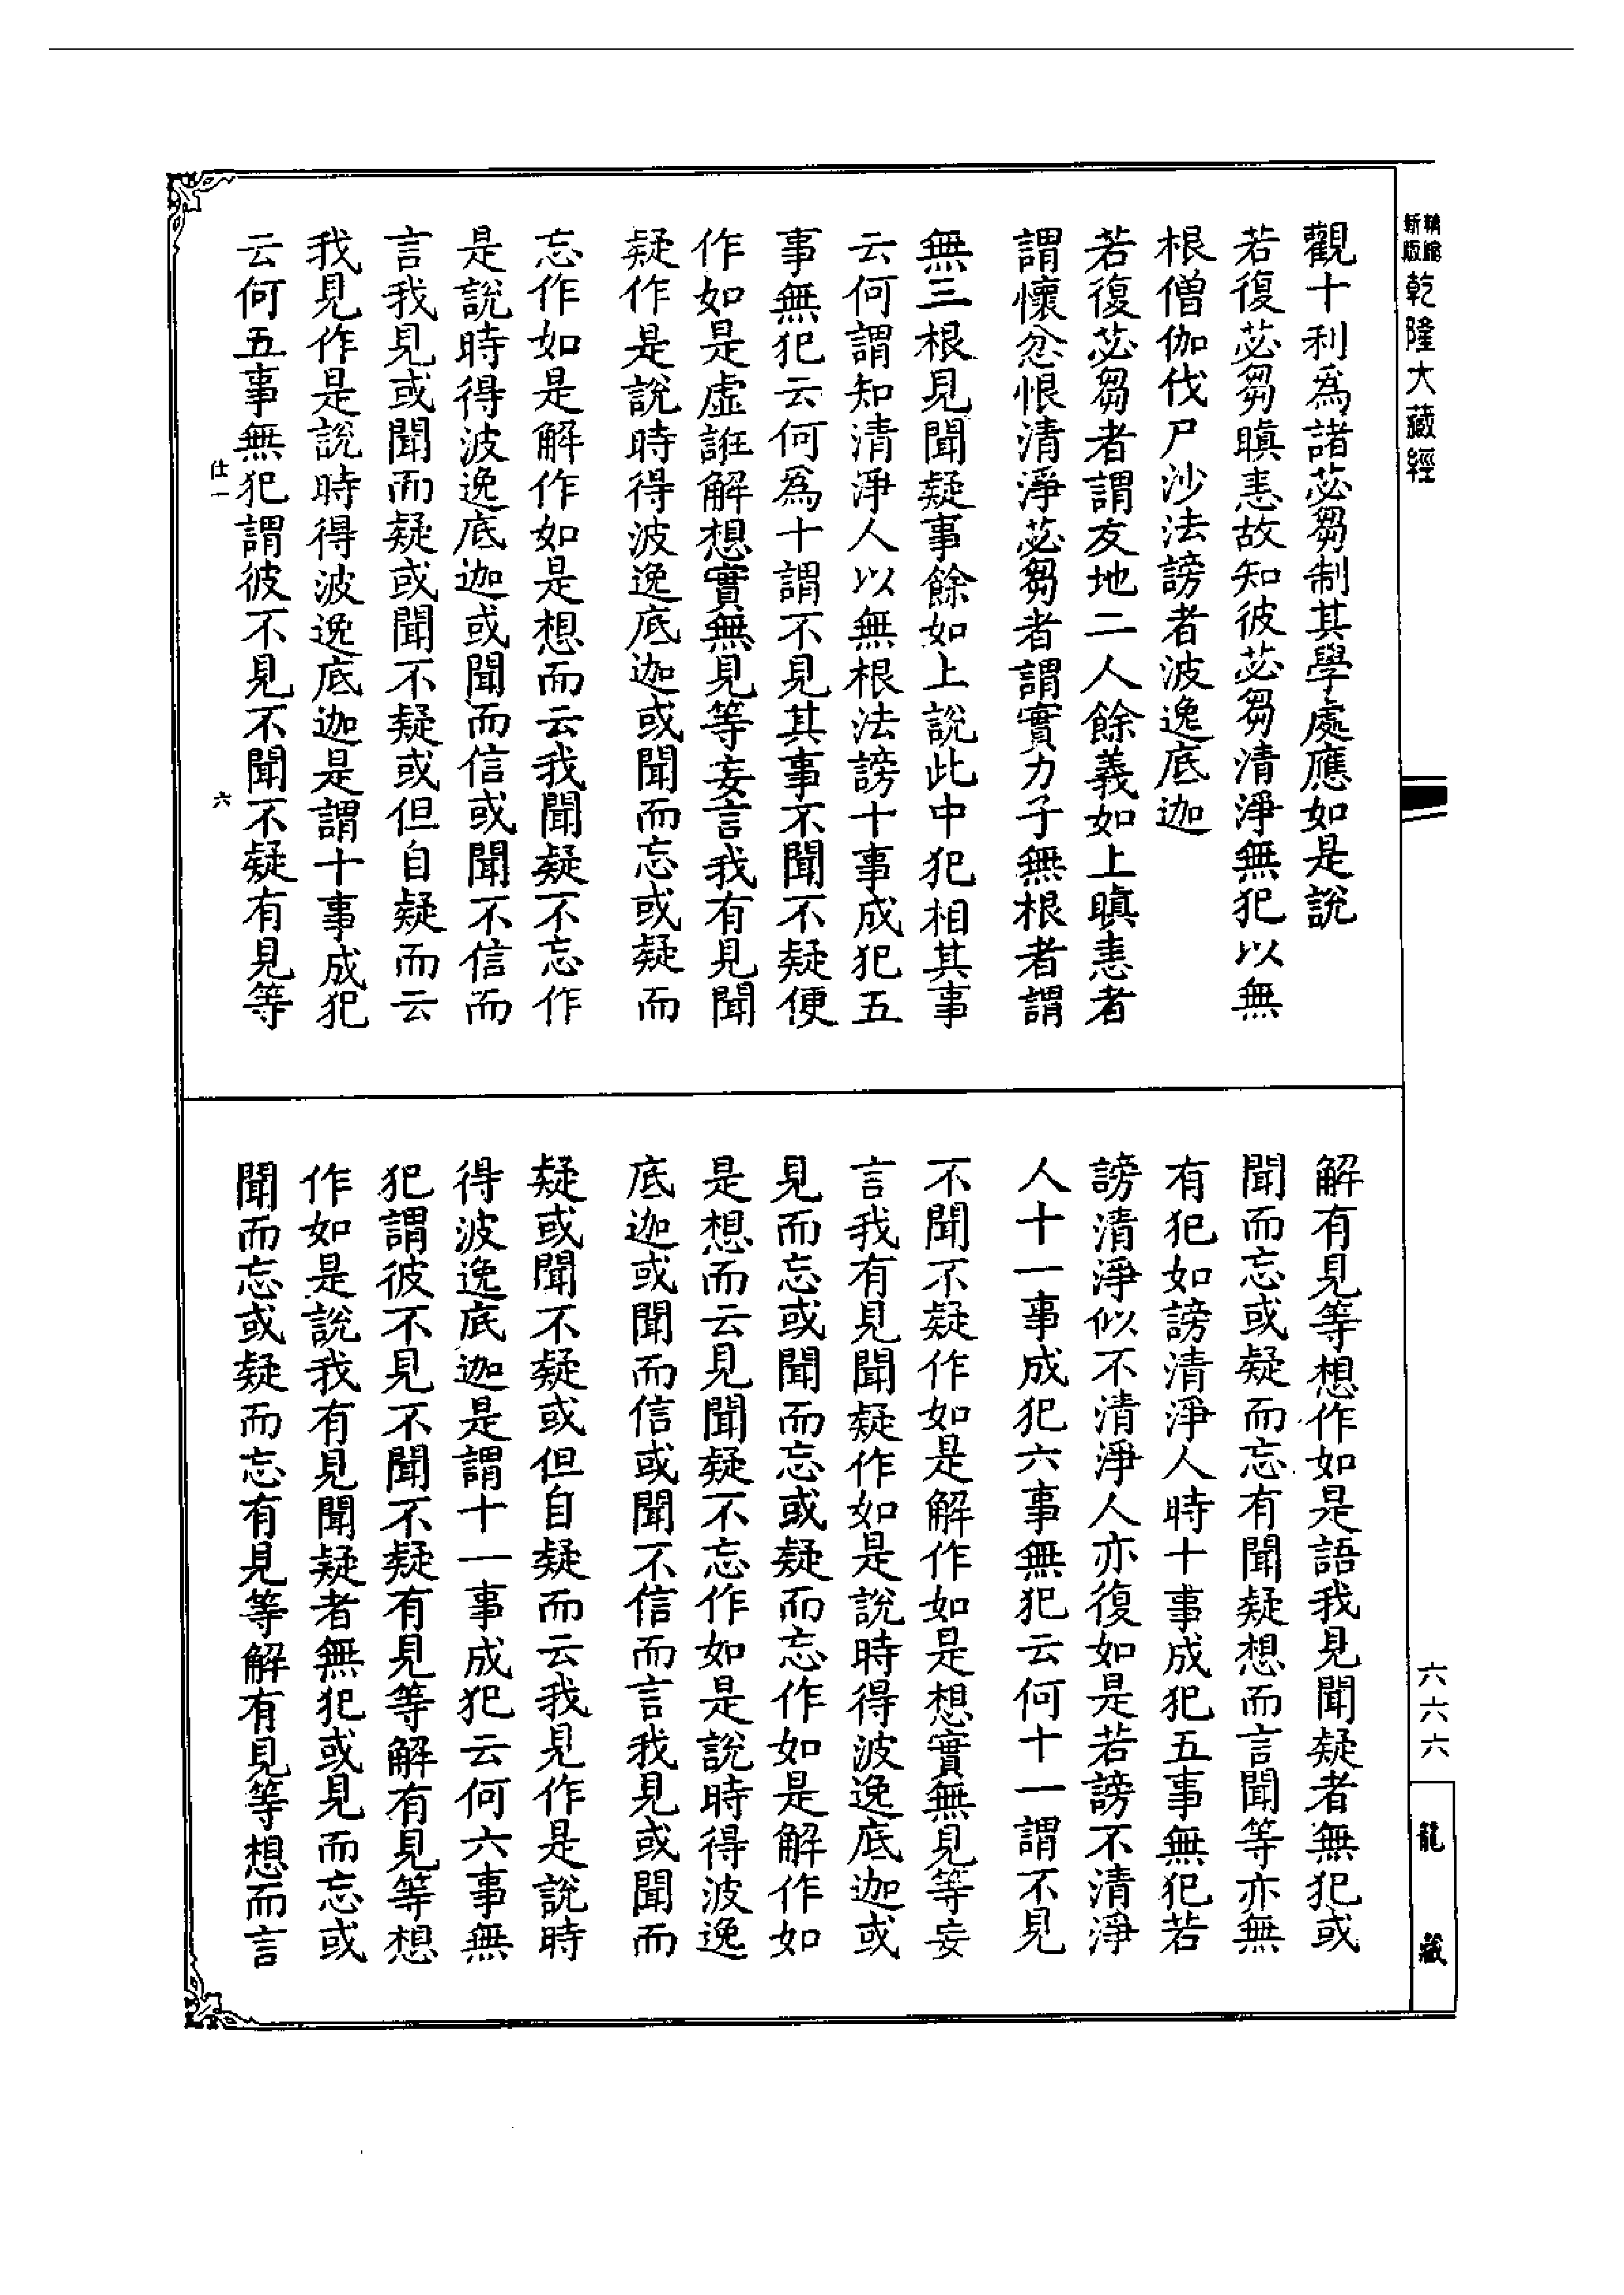 精縮新版乾隆大藏經
觀十利為諸苾芻制其學處應如是說
若復苾芻瞋恚故知彼苾芻清淨無犯以無
根僧伽伐尸沙法謗者波逸底迦
若復苾芻者謂友地二人餘義如上瞋恚者
謂懷忿恨清淨苾芻者謂實力子無根者謂
無三根見聞疑事餘如上說此中犯相其事
云何謂知清淨人以無根法謗十事成犯五
事無犯云何為十謂不見其事不聞不疑便
作如是虛誑解想實無見等妄言我有見聞
疑作是說時得波逸底迦或聞而忘或疑而
忘作如是解作如是想而云我聞疑不忘作
是說時得波逸底迦或聞而信或聞不信而
言我見或聞而疑或聞不疑或但自疑而云
我見作是說時得波逸底迦是謂十事成犯
云何五事無犯謂彼不見不聞不疑有見等
仕一
六
解有見等想作如是語我見聞疑者無犯或
聞而忘或疑而忘有聞疑想而言聞等亦無
有犯如謗清淨人時十事成犯五事無犯若
謗清淨似不清淨人亦復如是若謗不清淨
人十一事成犯六事無犯云何十一謂不見
不聞不疑作如是解作如是想實無見等妄
言我有見聞疑作如是說時得波逸底迦或
見而忘或聞而忘或疑而忘作如是解作如
是想而云見聞疑不忘作如是說時得波逸
底迦或聞而信或聞不信而言我見或聞而
疑或聞不疑或但自疑而云我見作是說時
得波逸底迦是謂十一事成犯云何六事無
犯謂彼不見不聞不疑有見等解有見等想
作如是說我有見聞疑者無犯或見而忘或
聞而忘或疑而忘有見等解有見等想而言
六六六
龍藏